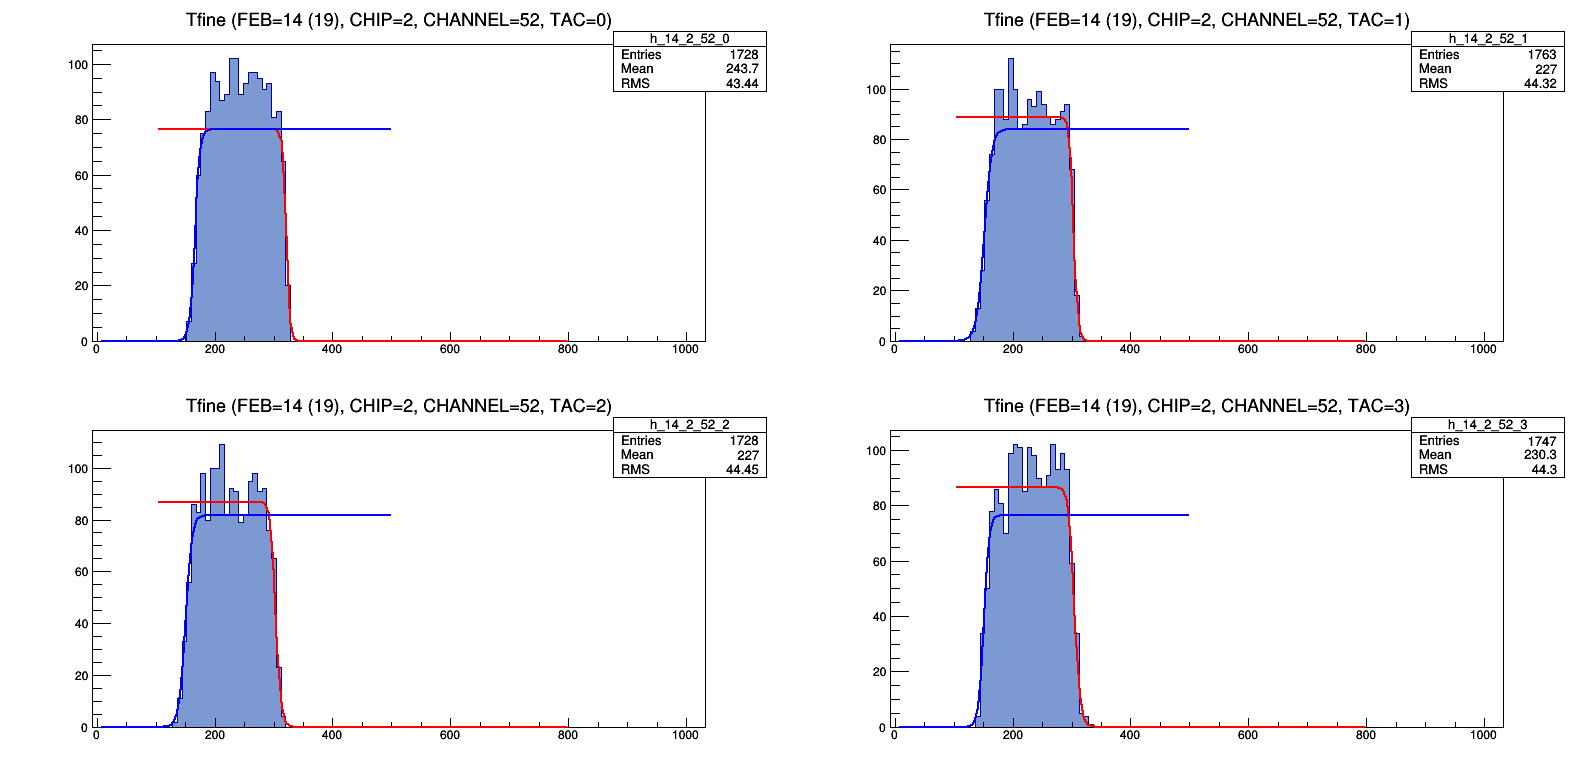 Tfine (FEB=14 (19), CHIP=2, CHANNEL=52, TAC=0)
h_14_2_52_0
Entries 1728
Mean 243.7
RMS 43.44
100
80
60
40
20
0
0 200 400 600 800 1000
Tfine (FEB=14 (19), CHIP=2, CHANNEL=52, TAC=1)
h_14_2_52_1
Entries 1763
Mean 227
RMS 44.32
100
80
60
40
20
0
0 200 400 600 800 1000
Tfine (FEB=14 (19), CHIP=2, CHANNEL=52, TAC=2)
h_14_2_52_2
Entries 1728
Mean 227
RMS 44.45
100
80
60
40
20
0
0 200 400 600 800 1000
Tfine (FEB=14 (19), CHIP=2, CHANNEL=52, TAC=3)
h_14_2_52_3
Entries 1747
Mean 230.3
RMS 44.3
100
80
60
40
20
0
0 200 400 600 800 1000